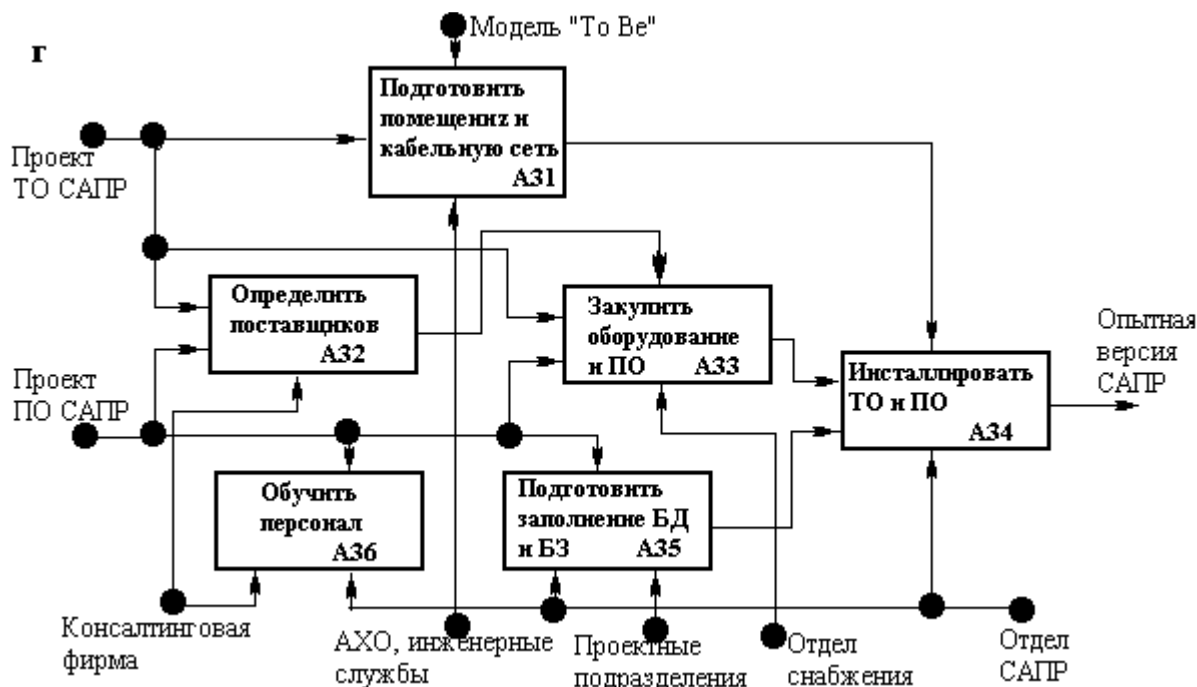 г
Модель "To Be"
Подготовить
помещениz и
кабельную сеть
А31
Проект
ТО САПР
Определить
поставщиков
А32
Закупить
оборудование
и ПО А33
Опытная
версия
САПР
Инсталлировать
ТО и ПО
А34
Проект
ПО САПР
Обучить
персонал
А36
Подготовить
заполнение БД
и БЗ А35
Консалтинговая
фирма
АХО, инженерные
службы
Проектные
подразделения
Отдел
снабжения
Отдел
САПР